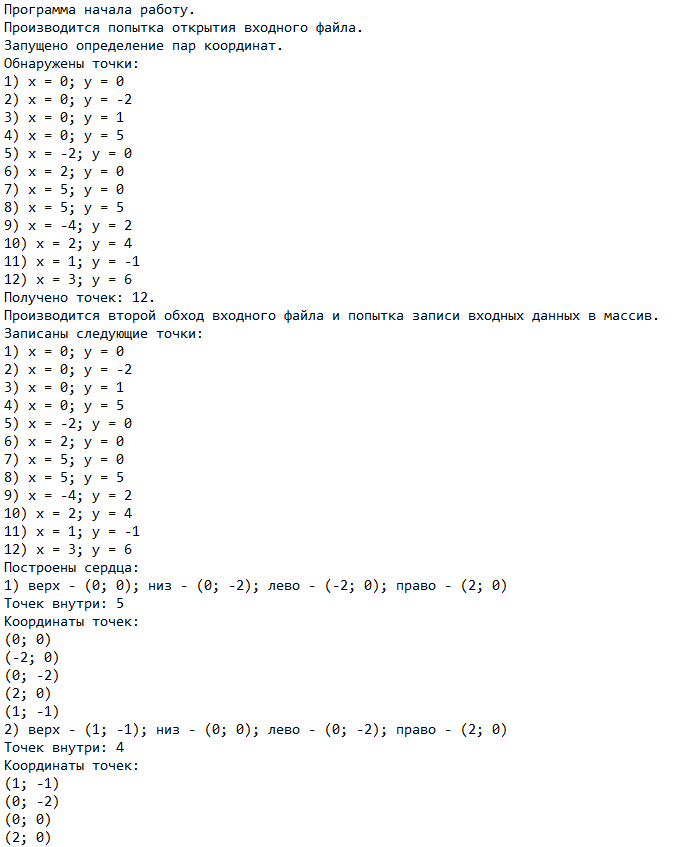 Программа начала работу.
Производится попытка открытия входного файла.
Запущено определение пар координат.
Обнаружены точки:
1) x = 0; y = 0
2) x = 0; y = -2
3) x = 0; y = 1
4) x = 0; y = 5
5) x = -2; y = 0
6) x = 2; y = 0
7) x = 5; y = 0
8) x = 5; y = 5
9) x = -4; y = 2
10) x = 2; y = 4
11) x = 1; y = -1
12) x = 3; y = 6
Получено точек: 12.
Производится второй обход входного файла и попытка записи входных данных в массив.
Записаны следующие точки:
1) x = 0; y = 0
2) x = 0; y = -2
3) x = 0; y = 1
4) x = 0; y = 5
5) x = -2; y = 0
6) x = 2; y = 0
7) x = 5; y = 0
8) x = 5; y = 5
9) x = -4; y = 2
10) x = 2; y = 4
11) x = 1; y = -1
12) x = 3; y = 6
Построены сердца:
1) верх - (0; 0); низ - (0; -2); лево - (-2; 0); право - (2; 0)
Точек внутри: 5
Координаты точек:
(0; 0)
(-2; 0)
(0; -2)
(2; 0)
(1; -1)
2) верх - (1; -1); низ - (0; 0); лево - (0; -2); право - (2; 0)
Точек внутри: 4
Координаты точек:
(1; -1)
(0; -2)
(0; 0)
(2; 0)